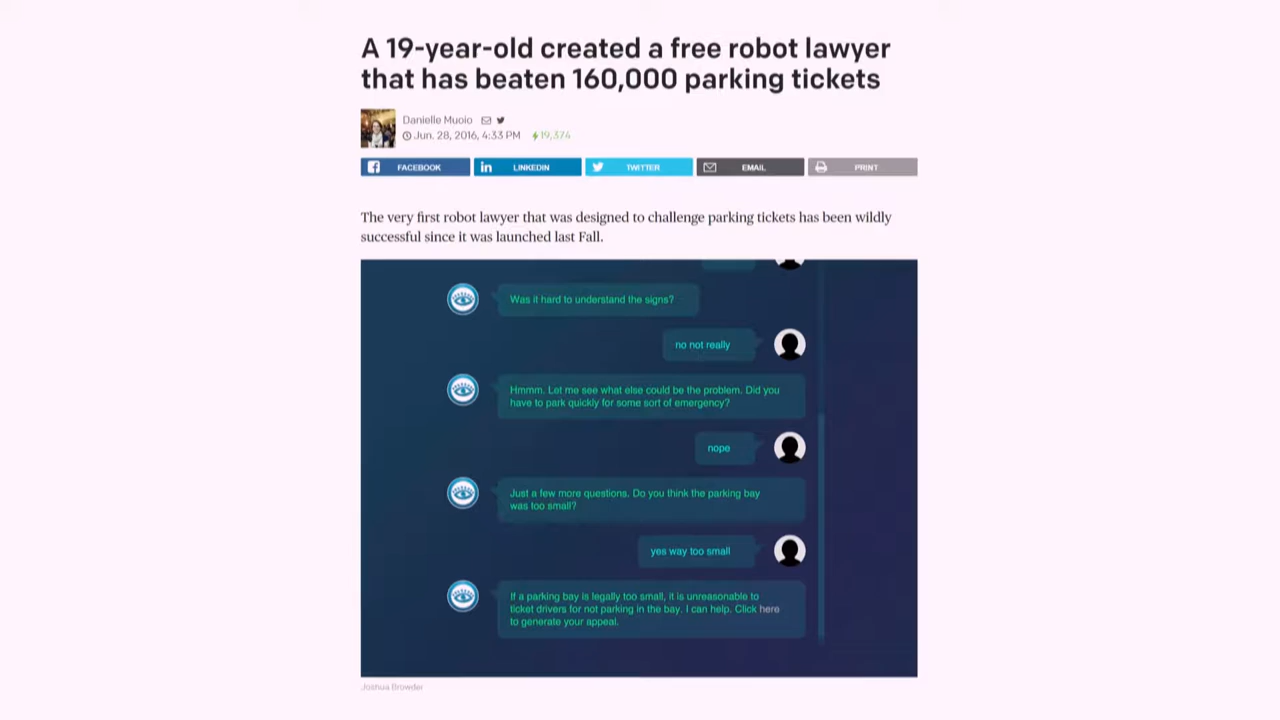 A 19-year-old created a free robot lawyer
that has beaten 160,000 parking tickets
Danielle Muoio
Jun. 28, 2016, 4:33 PM 19,374
FACEBOOK
LINKEDIN
TWITTER
EMAIL
PRINT
The very first robot lawyer that was designed to challenge parking tickets has been wildly
successful since it was launched last Fall.
Was it hard to understand the signs?
no not really
Hmmm. Let me see what else could be the problem. Did you
have to park quickly for some sort of emergency?
nope
Just a few more questions. Do you think the parking bay
was too small?
yes way too small
If a parking bay is legally too small, it is unreasonable to
ticket drivers for not parking in the bay. I can help. Click here
to generate your appeal.
Joshua Browder